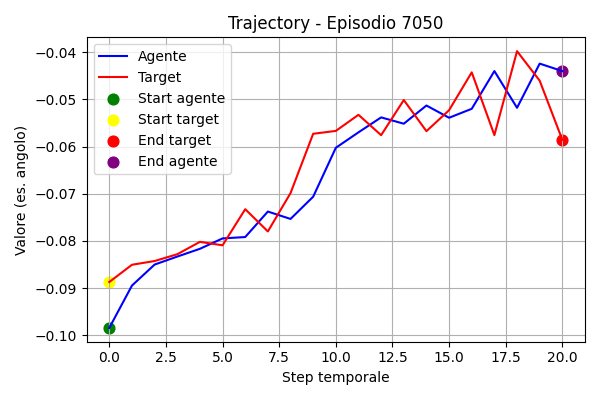 Trajectory - Episodio 7050
Agente
Target
Start agente
Start target
End target
End agente
Valore (es. angolo)
−0.04
−0.05
−0.06
−0.07
−0.08
−0.09
−0.10
0.0 2.5 5.0 7.5 10.0 12.5 15.0 17.5 20.0
Step temporale